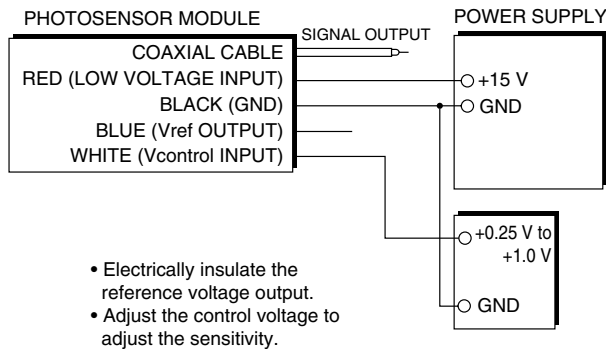 PHOTOSENSOR MODULE
POWER SUPPLY
SIGNAL OUTPUT
COAXIAL CABLE
RED (LOW VOLTAGE INPUT)
+15 V
BLACK (GND)
GND
BLUE (Vref OUTPUT)
WHITE (Vcontrol INPUT)
+0.25 V to
+1.0 V
GND
• Electrically insulate the
reference voltage output.
• Adjust the control voltage to
adjust the sensitivity.